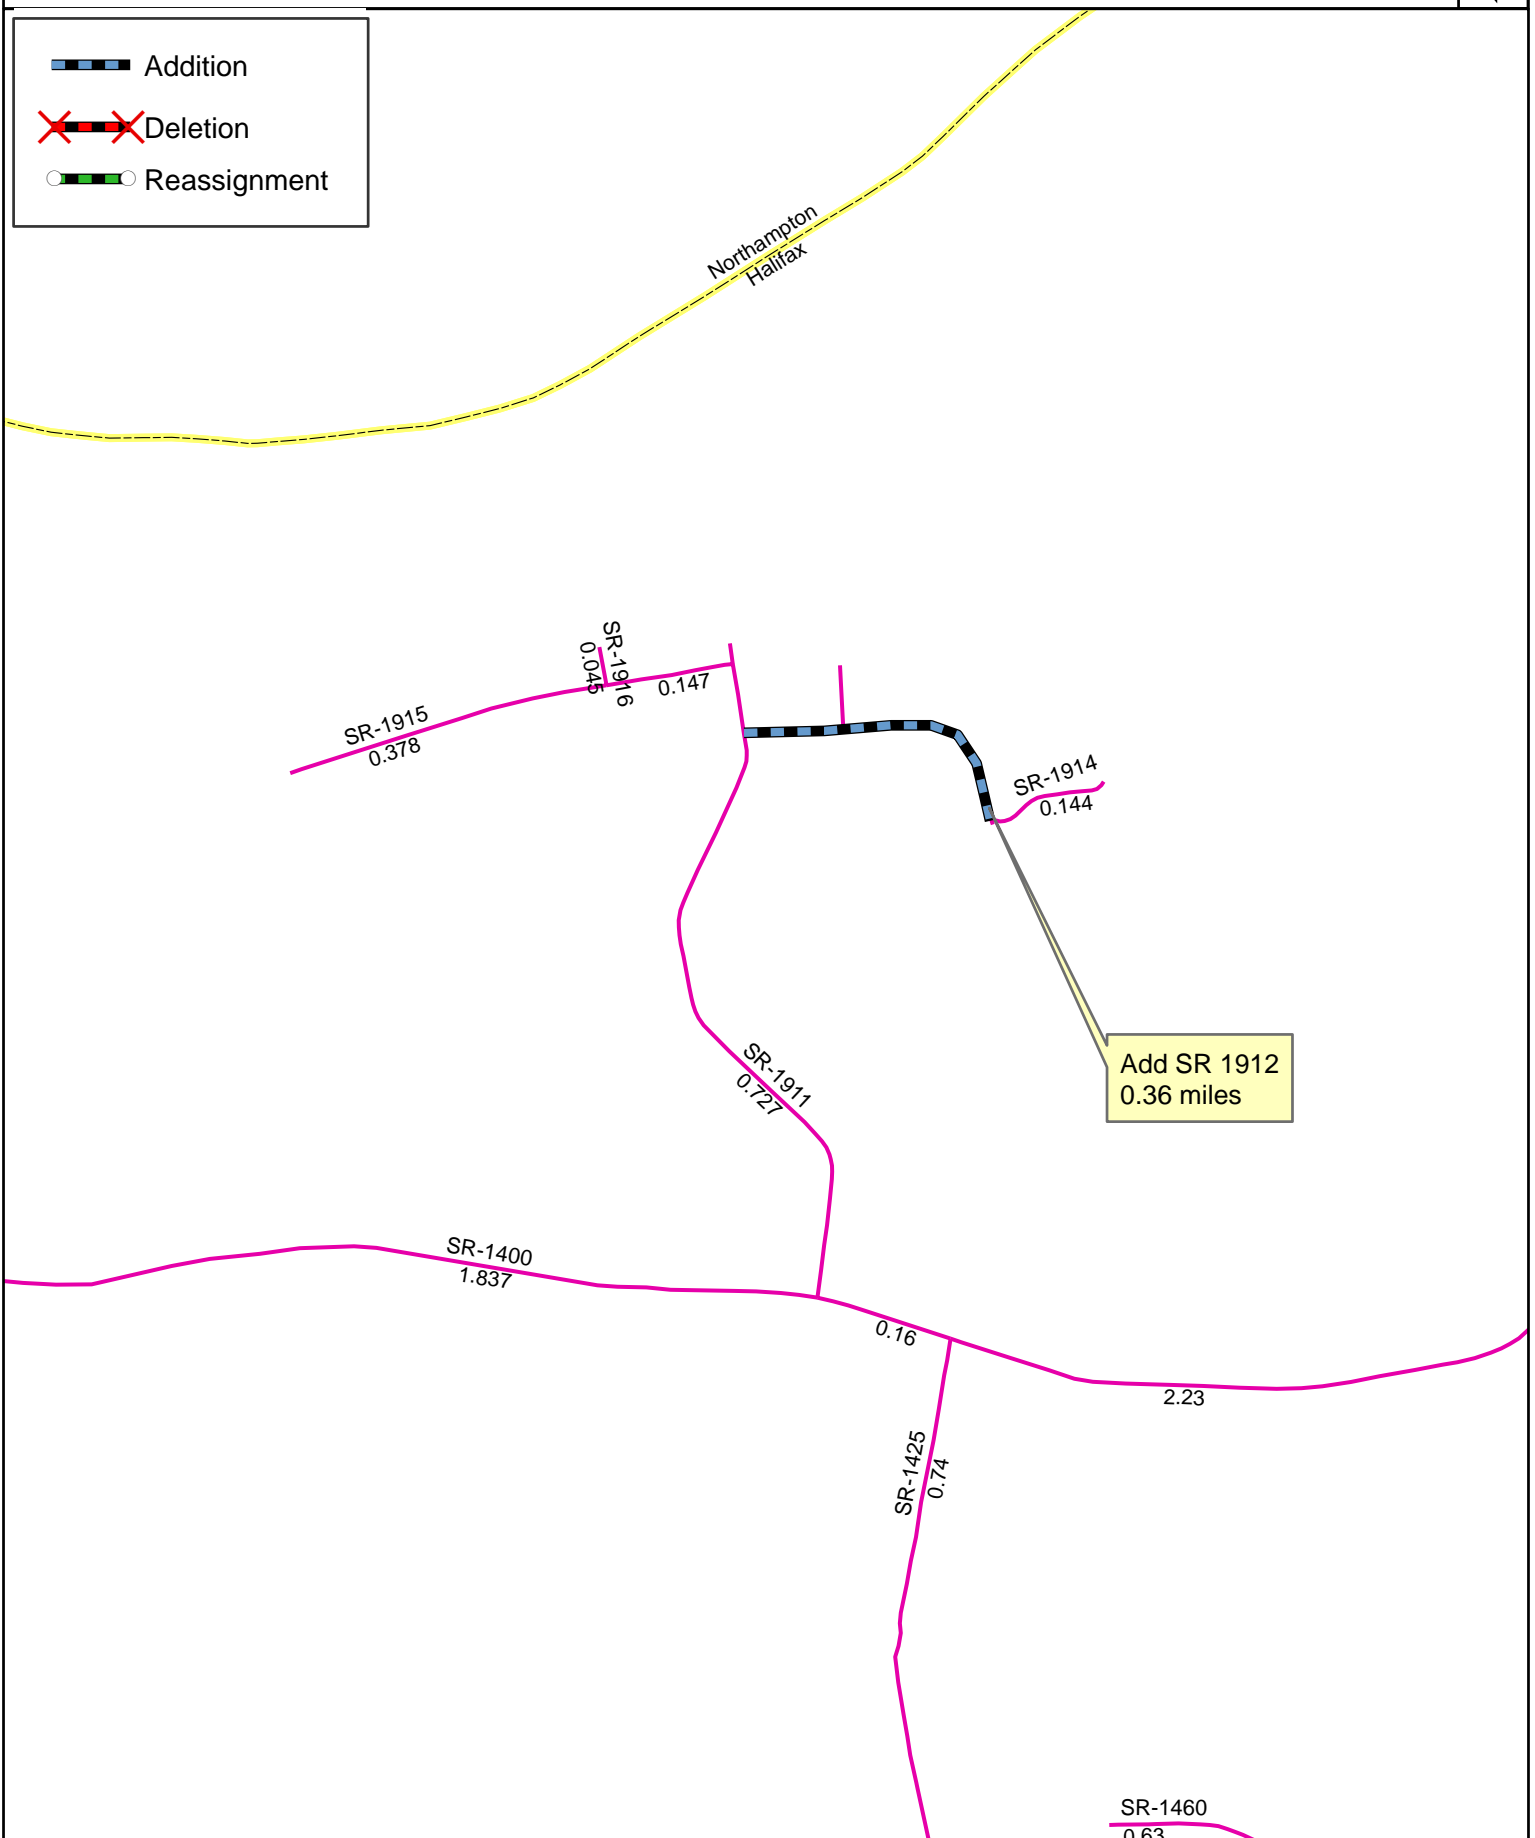 Addition
Deletion
Reassignment
Northampton
Halifax
SR-1916
0.045
0.147
SR-1915
0.378
SR-1914
0.144
Add SR 1912
0.36 miles
SR-1911
0.727
SR-1400
1.837
0.16
2.23
SR-1425
0.74
SR-1460
0.63